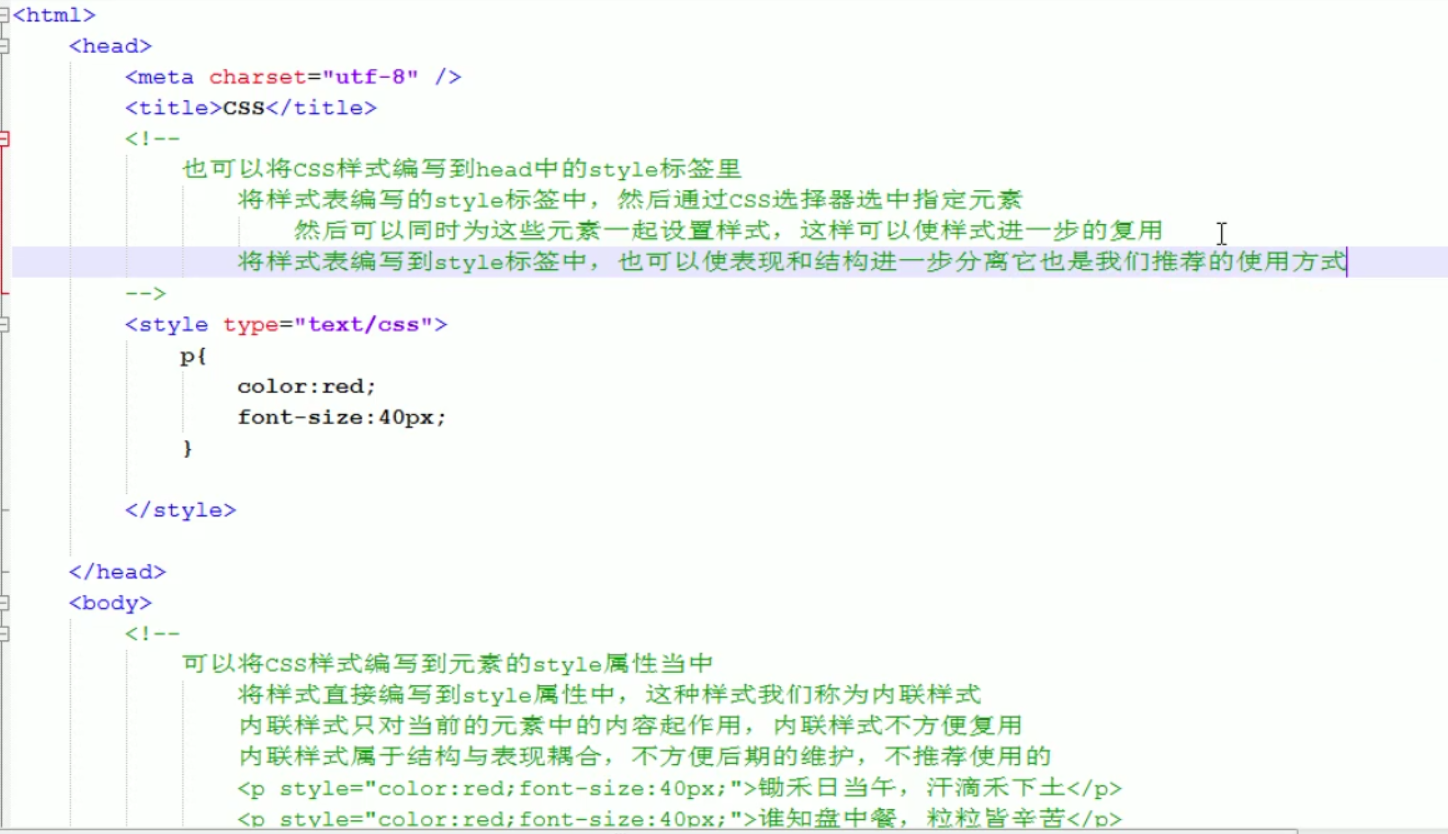 <html>
<head>
<meta charset="utf-8" />
<title>CSS</title>
<!--
也可以将CSS样式编写到head中的style标签里
将样式表编写的style标签中，然后通过CSS选择器选中指定元素
然后可以同时为这些元素一起设置样式，这样可以使样式进一步的复用
将样式表编写到style标签中，也可以使表现和结构进一步分离它也是我们推荐的使用方式
-->
<style type="text/css">
p{
color:red;
font-size:40px;
}
</style>
</head>
<body>
<!--
可以将CSS样式编写到元素的style属性当中
将样式直接编写到style属性中，这种样式我们称为内联样式
内联样式只对当前的元素中的内容起作用，内联样式不方便复用
内联样式属于结构与表现耦合，不方便后期的维护，不推荐使用的
<p style="color:red;font-size:40px;">锄禾日当午，汗滴禾下土</p>
<p style="color:red;font-size:40px;">谁知盘中餐，粒粒皆辛苦</p>